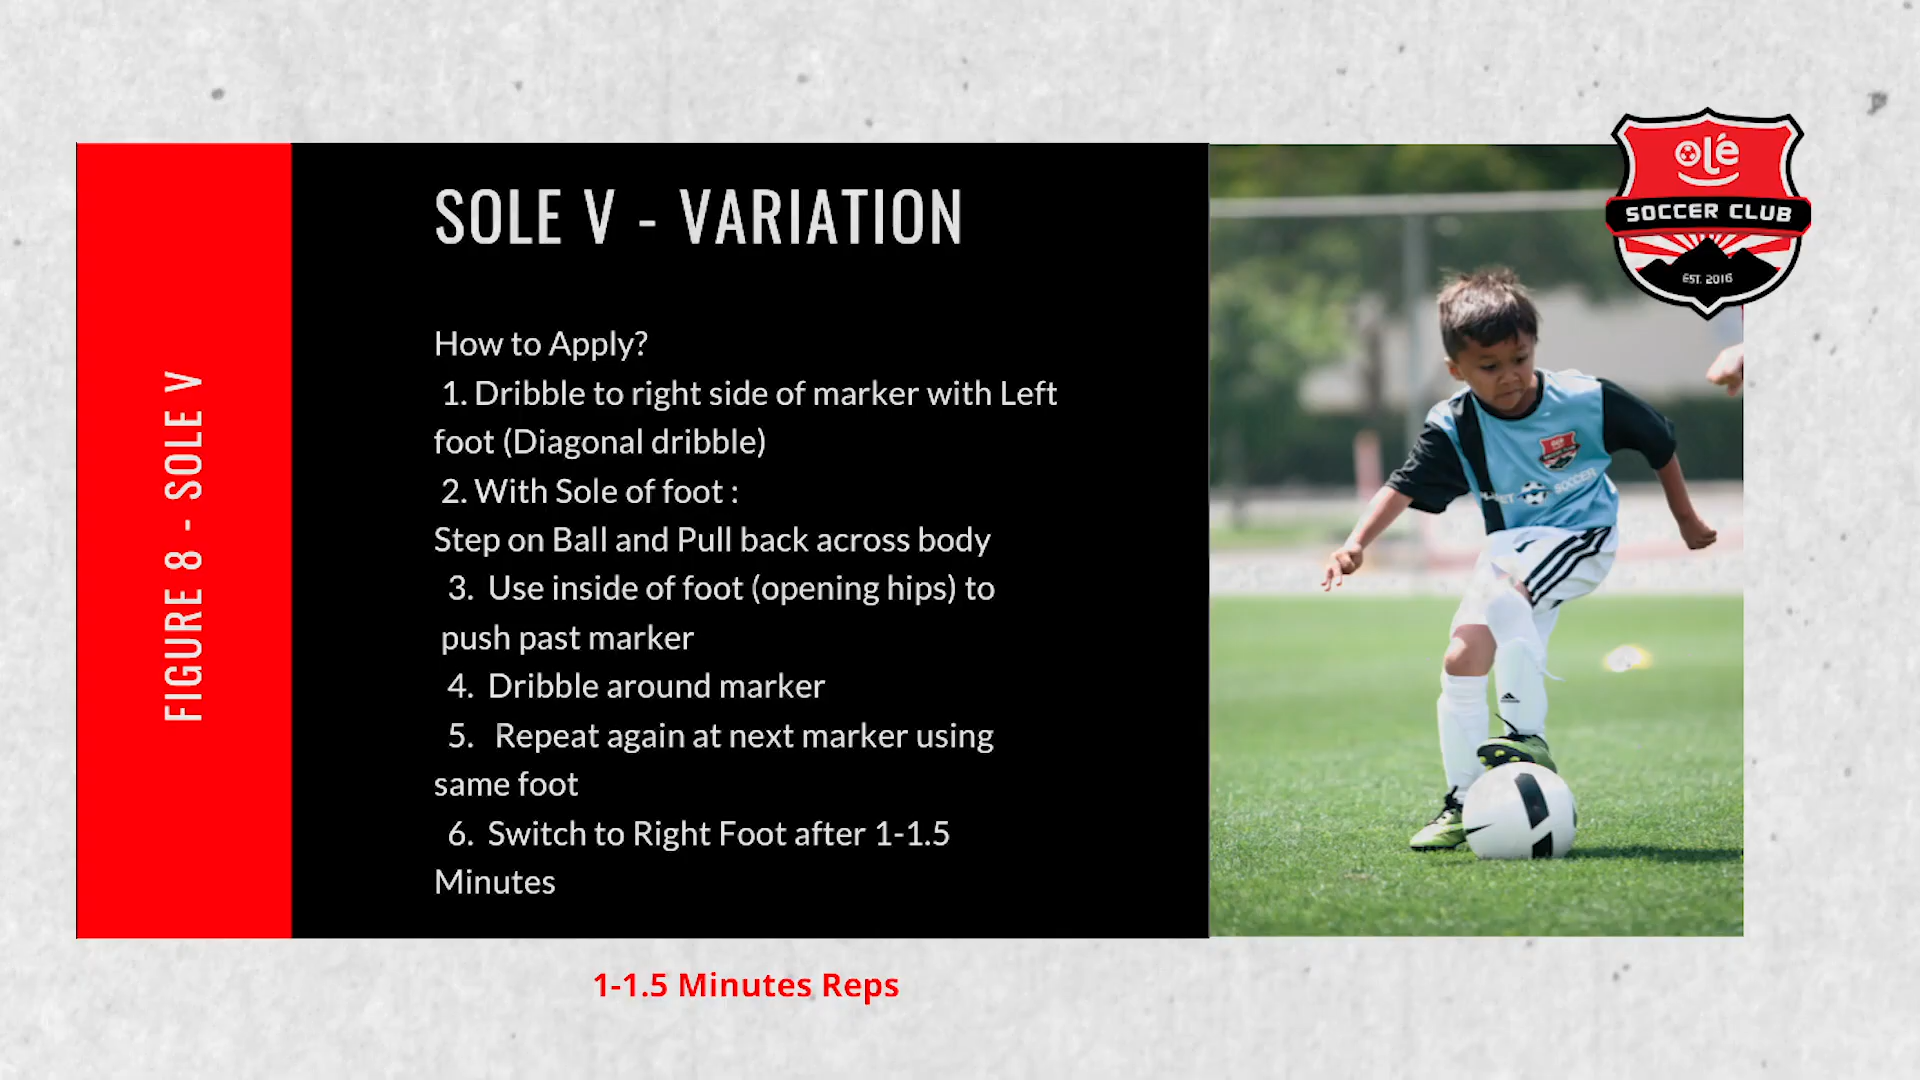 FIGURE 8 - SOLE V
SOLE V - VARIATION
How to Apply?
1. Dribble to right side of marker with Left
foot (Diagonal dribble)
2. With Sole of foot :
Step on Ball and Pull back across body
3. Use inside of foot (opening hips) to
push past marker
4. Dribble around marker
5. Repeat again at next marker using
same foot
6. Switch to Right Foot after 1-1.5
Minutes
1-1.5 Minutes Reps
olé
SOCCER CLUB
EST. 2016
SOCCER